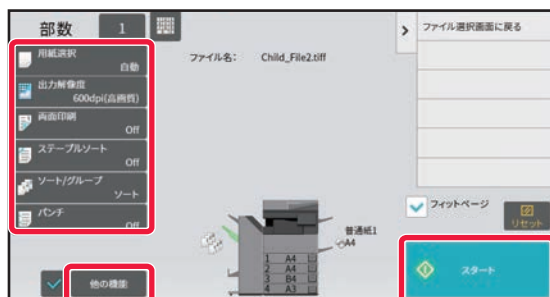 部数 1
用紙選択
自動
出力解像度
600dpi(高画質)
両面印刷
Off
ステープルソート
Off
ソート/グループ
ソート
パンチ
Off
他の機能
ファイル名: Child_File2.tiff
普通紙1
A4
1 A4
2 A4
3 B4
4 A3
ファイル選択画面に戻る
フィットページ
リセット
スタート